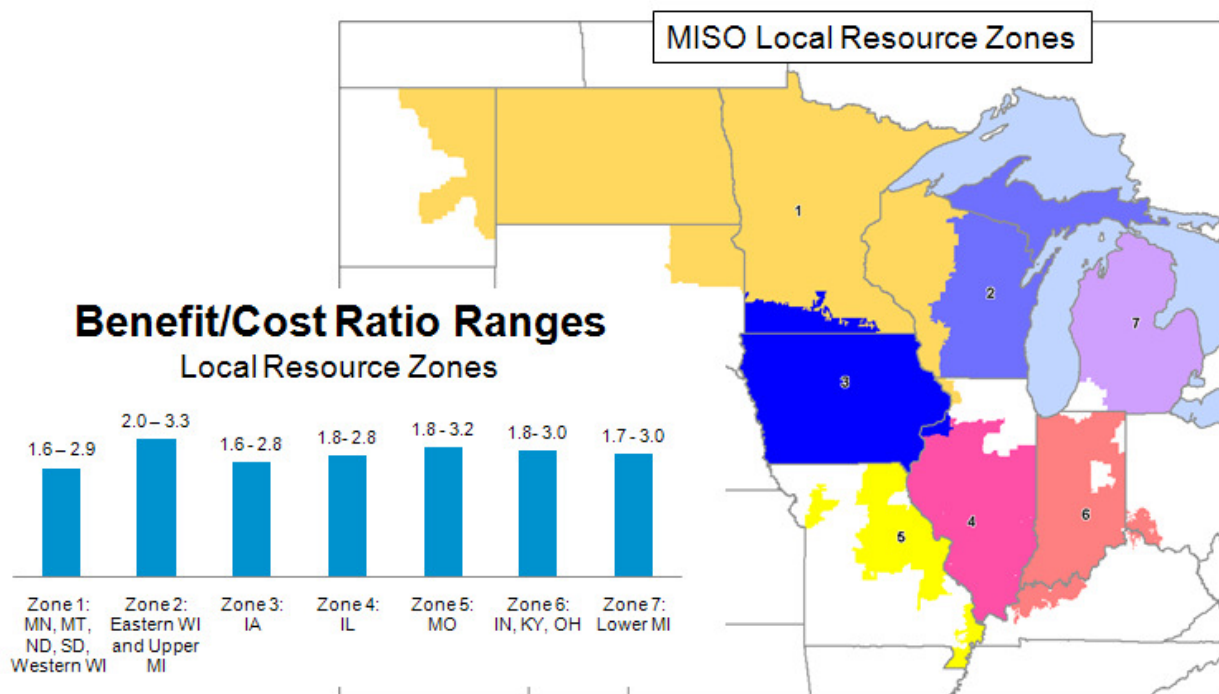 MISO Local Resource Zones
1
2
7
3
4
6
5
Benefit/Cost Ratio Ranges
Local Resource Zones
1.6 – 2.9
2.0 – 3.3
1.6 - 2.8
1.8 - 2.8
1.8 - 3.2
1.8 - 3.0
1.7 - 3.0
Zone 1:
MN, MT,
ND, SD,
Western WI
Zone 2:
Eastern WI
and Upper
MI
Zone 3:
IA
Zone 4:
IL
Zone 5:
MO
Zone 6:
IN, KY, OH
Zone 7:
Lower MI